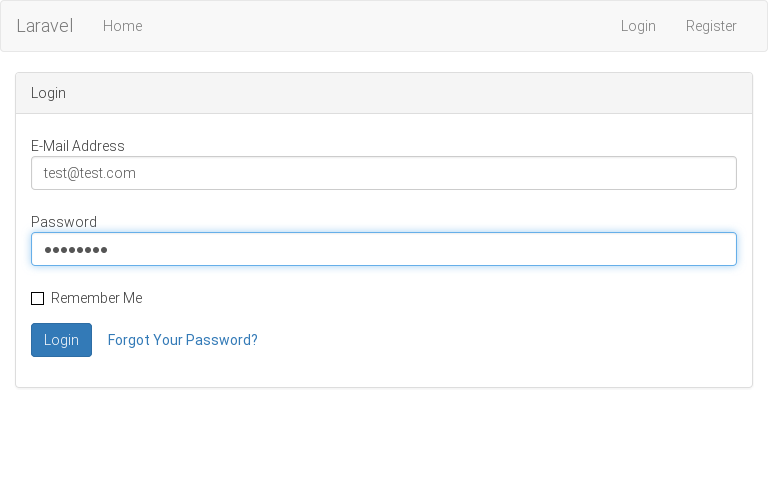 Laravel Home Login Register
Login
E-Mail Address
test@test.com
Password
••••••••
Remember Me
Login Forgot Your Password?